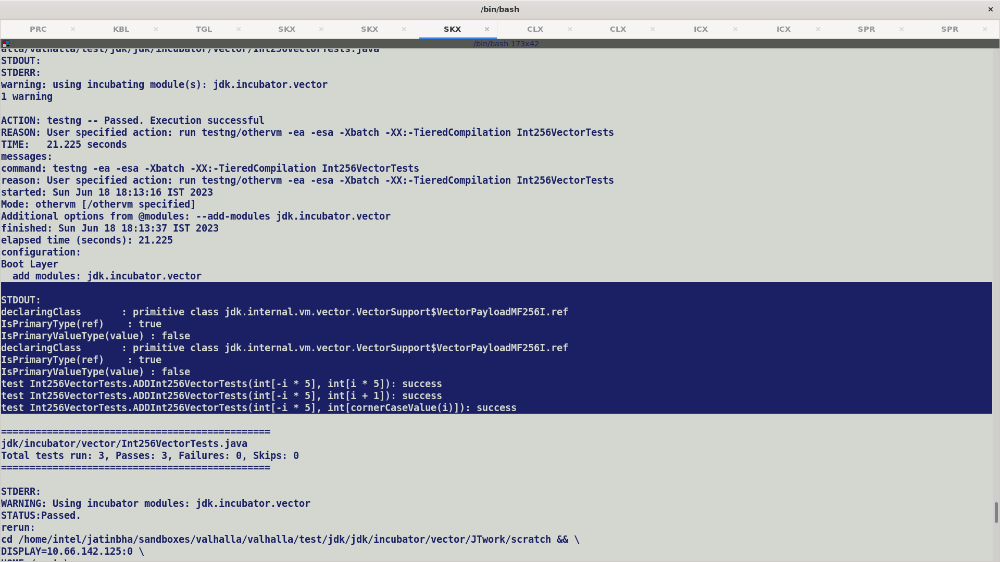 /bin/bash
PRC KBL TGL SKX SKX SKX CLX CLX ICX ICX SPR SPR
/bin/bash 173x42
alla/valhalla/test/jdk/jdk/incubator/vector/Int256VectorTests.java
STDOUT:
STDERR:
warning: using incubating module(s): jdk.incubator.vector
1 warning
ACTION: testng -- Passed. Execution successful
REASON: User specified action: run testng/othervm -ea -esa -Xbatch -XX:-TieredCompilation Int256VectorTests
TIME:   21.225 seconds
messages:
command: testng -ea -esa -Xbatch -XX:-TieredCompilation Int256VectorTests
reason: User specified action: run testng/othervm -ea -esa -Xbatch -XX:-TieredCompilation Int256VectorTests
started: Sun Jun 18 18:13:16 IST 2023
Mode: othervm [/othervm specified]
Additional options from @modules: --add-modules jdk.incubator.vector
finished: Sun Jun 18 18:13:37 IST 2023
elapsed time (seconds): 21.225
configuration:
Boot Layer
  add modules: jdk.incubator.vector
STDOUT:
declaringClass       : primitive class jdk.internal.vm.vector.VectorSupport$VectorPayloadMF256I.ref
IsPrimaryType(ref)    : true
IsPrimaryValueType(value) : false
declaringClass       : primitive class jdk.internal.vm.vector.VectorSupport$VectorPayloadMF256I.ref
IsPrimaryType(ref)    : true
IsPrimaryValueType(value) : false
test Int256VectorTests.ADDInt256VectorTests(int[-i * 5], int[i * 5]): success
test Int256VectorTests.ADDInt256VectorTests(int[-i * 5], int[i + 1]): success
test Int256VectorTests.ADDInt256VectorTests(int[-i * 5], int[cornerCaseValue(i)]): success
===============================================
jdk/incubator/vector/Int256VectorTests.java
Total tests run: 3, Passes: 3, Failures: 0, Skips: 0
===============================================
STDERR:
WARNING: Using incubator modules: jdk.incubator.vector
STATUS:Passed.
rerun:
cd /home/intel/jatinbha/sandboxes/valhalla/valhalla/test/jdk/jdk/incubator/vector/JTwork/scratch && \
DISPLAY=10.66.142.125:0 \